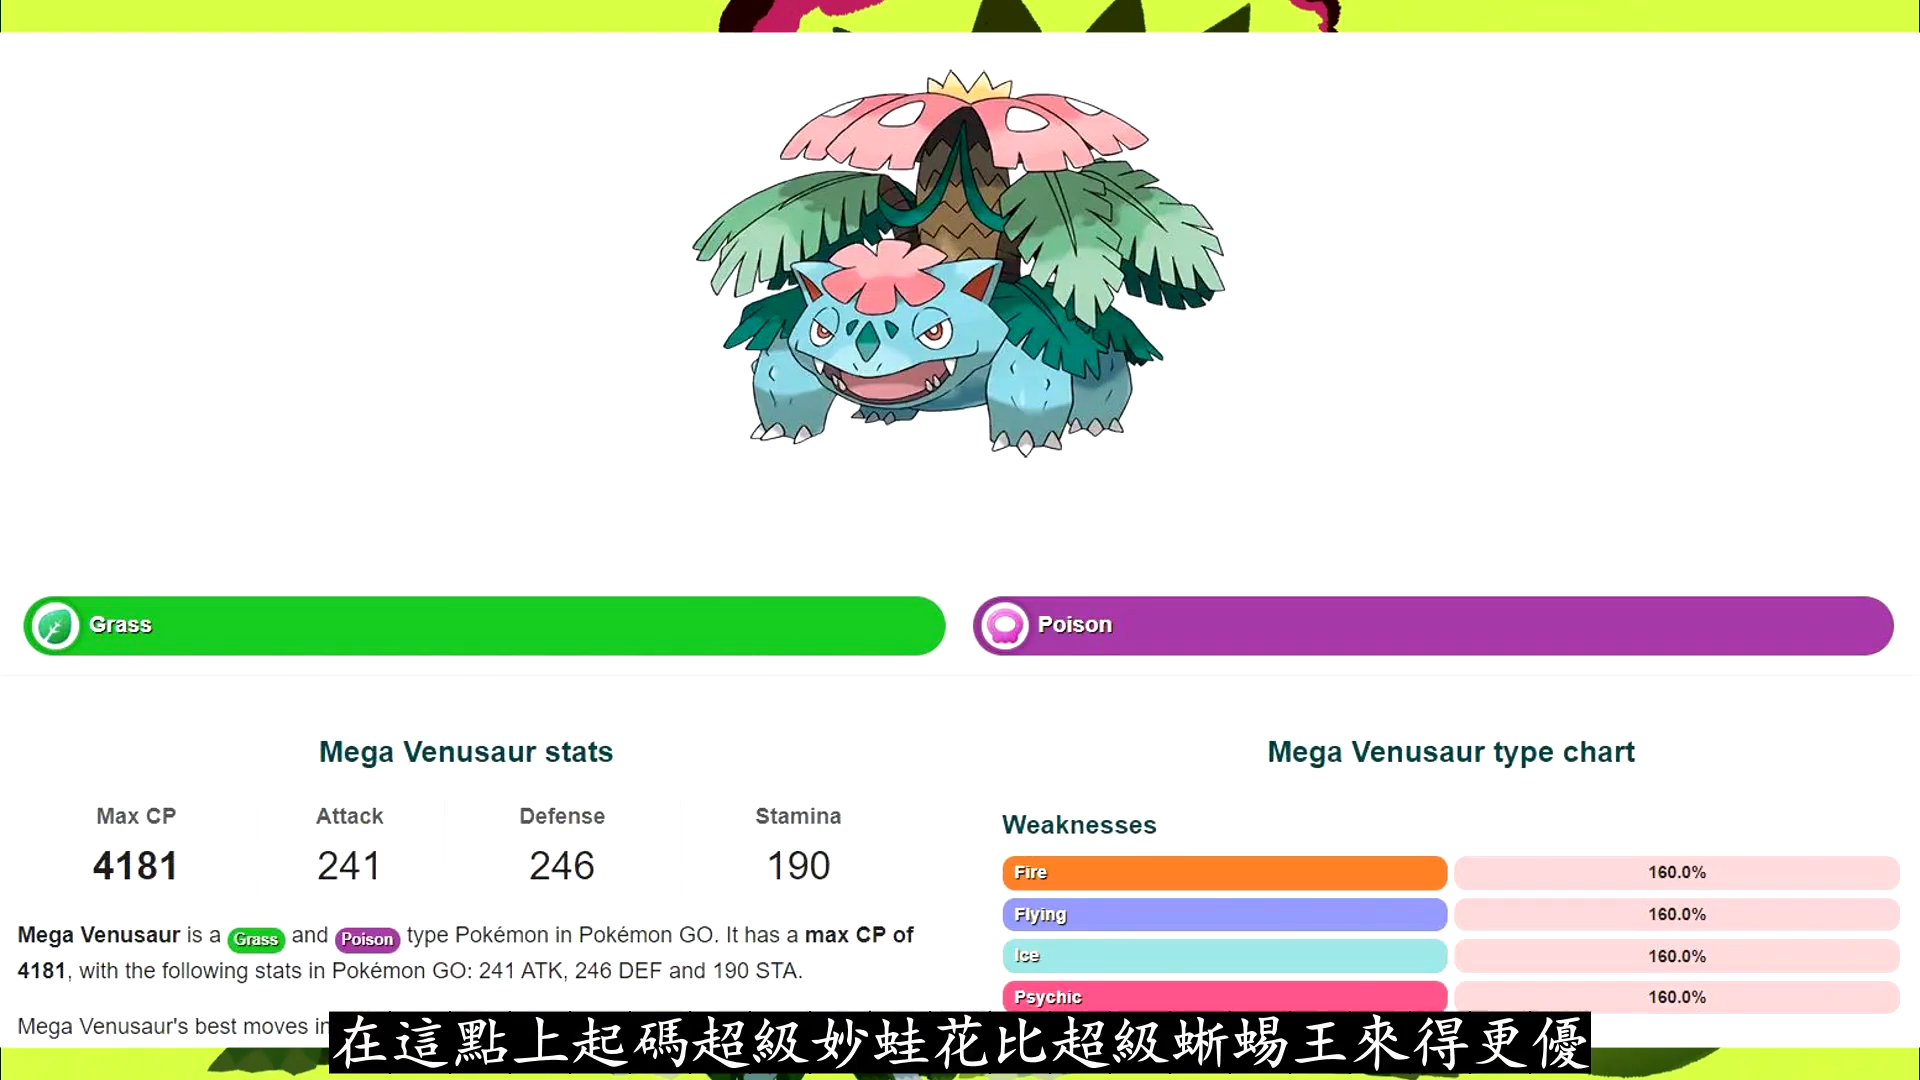 Grass
Poison
Mega Venusaur stats
Max CP
Attack
Defense
Stamina
4181
241
246
190
Mega Venusaur is a Grass and Poison type Pokémon in Pokémon GO. It has a max CP of
4181, with the following stats in Pokémon GO: 241 ATK, 246 DEF and 190 STA.
Mega Venusaur's best moves in
Mega Venusaur type chart
Weaknesses
Fire 160.0%
Flying 160.0%
Ice 160.0%
Psychic 160.0%
在這點上起碼超級妙蛙花比超級蜥蜴王來得更優